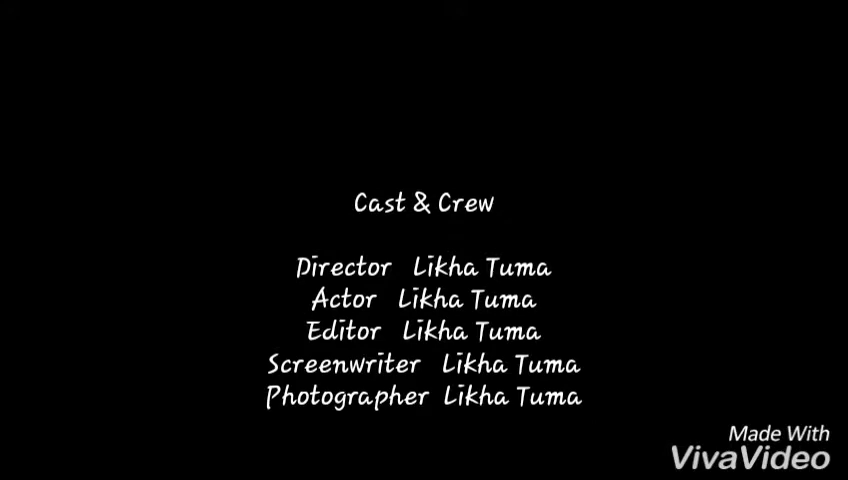 Cast & Crew
Director Likha Tuma
Actor Likha Tuma
Editor Likha Tuma
Screenwriter Likha Tuma
Photographer Likha Tuma
Made With
VivaVideo